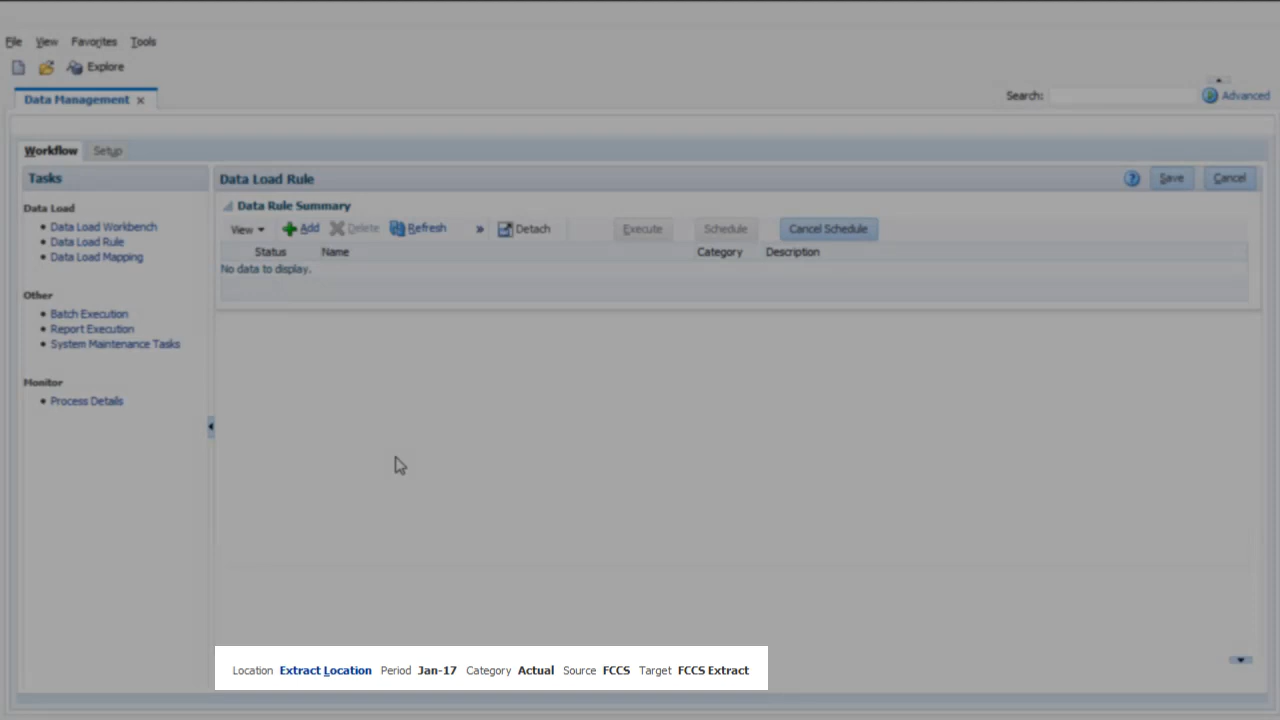 File View Favorites Tools
Explore
Data Management x
Search: Advanced
Workflow Setup
Tasks
Data Load
Data Load Workbench
Data Load Rule
Data Load Mapping
Other
Batch Execution
Report Execution
System Maintenance Tasks
Monitor
Process Details
Data Load Rule ? Save Cancel
Data Rule Summary
View Add Delete Refresh » Detach Execute Schedule Cancel Schedule
Status Name Category Description
No data to display.
Location Extract Location Period Jan-17 Category Actual Source FCCS Target FCCS Extract